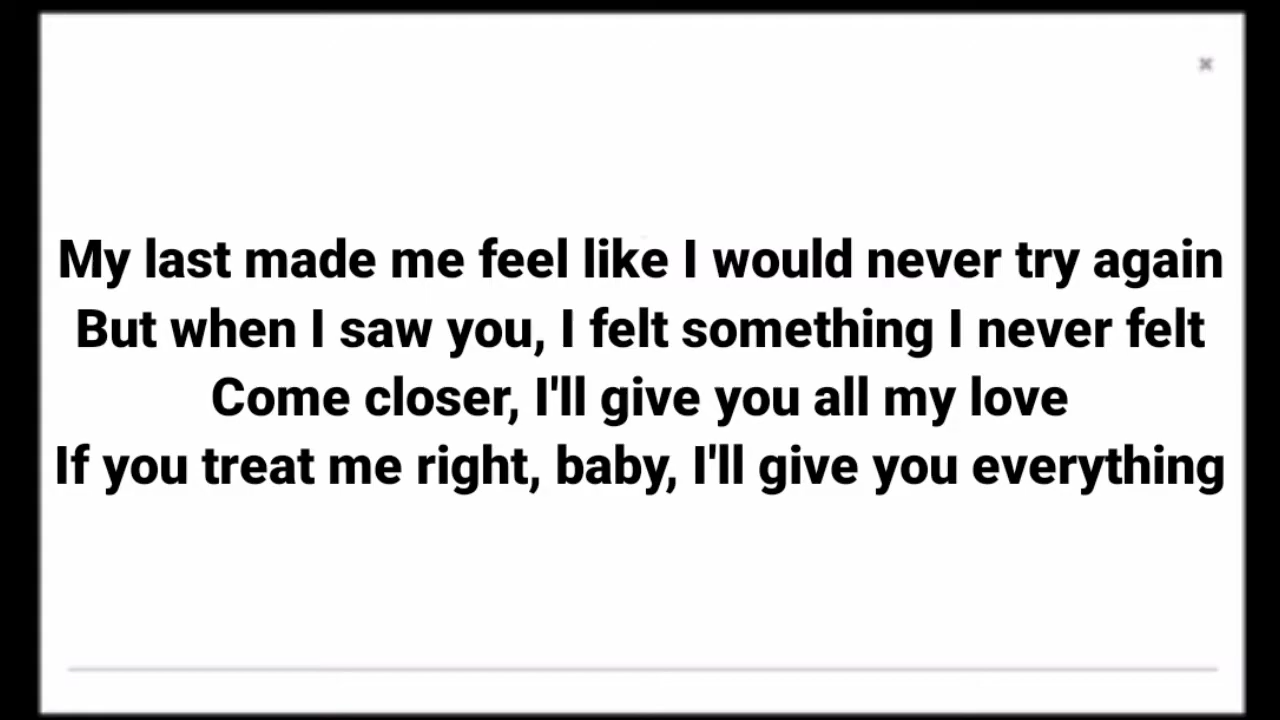 My last made me feel like I would never try again
But when I saw you, I felt something I never felt
Come closer, I'll give you all my love
If you treat me right, baby, I'll give you everything